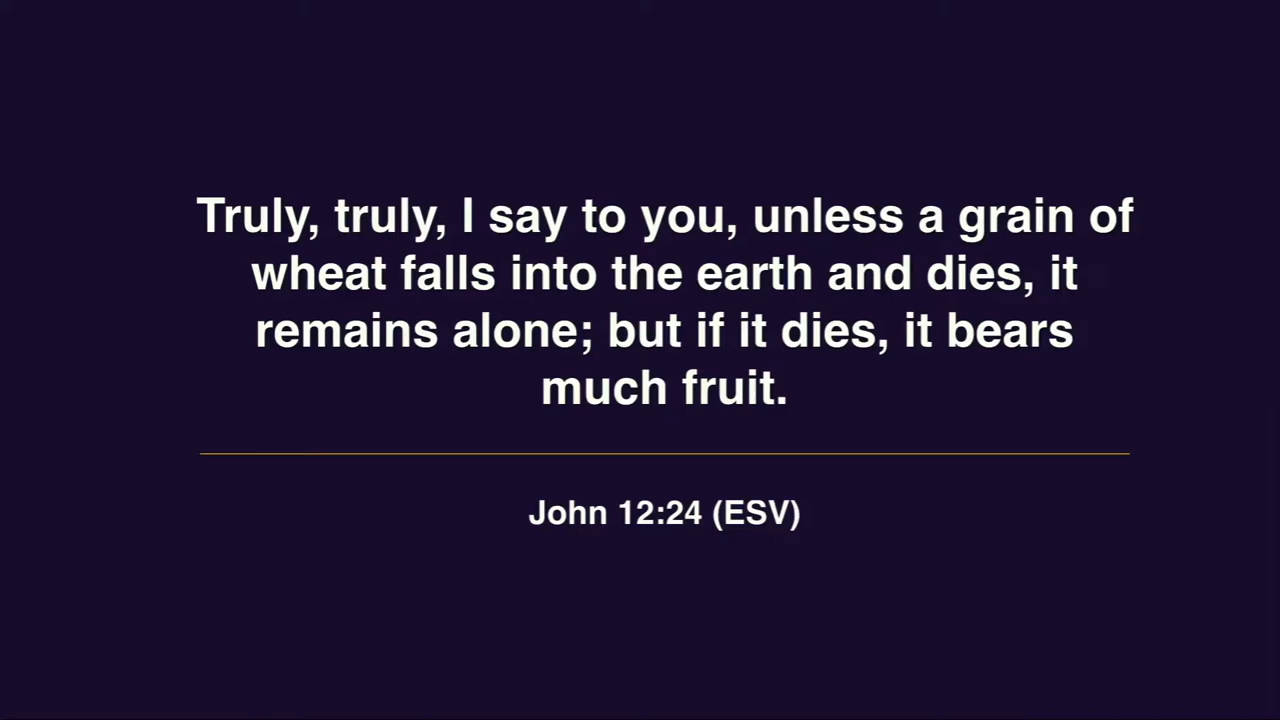 Truly, truly, I say to you, unless a grain of
wheat falls into the earth and dies, it
remains alone; but if it dies, it bears
much fruit.
John 12:24 (ESV)